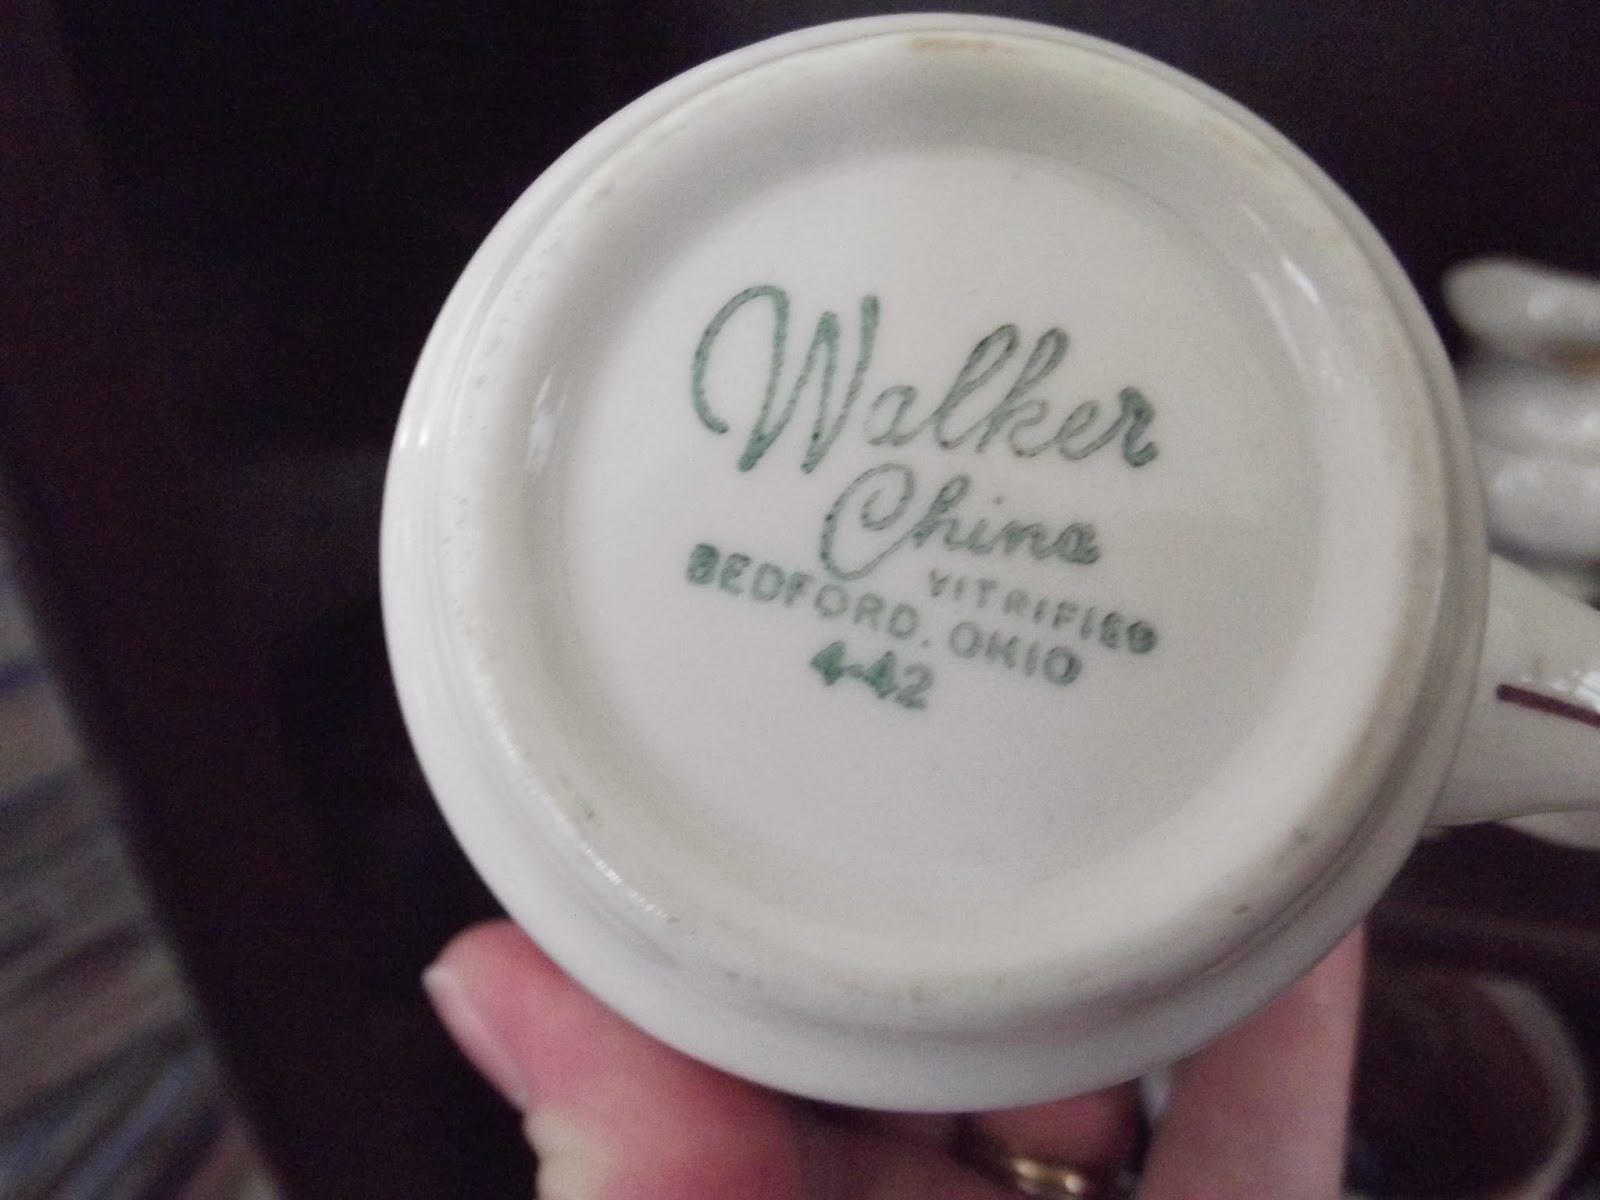 Walker
China
VITRIFIED
BEDFORD, OHIO
4-42